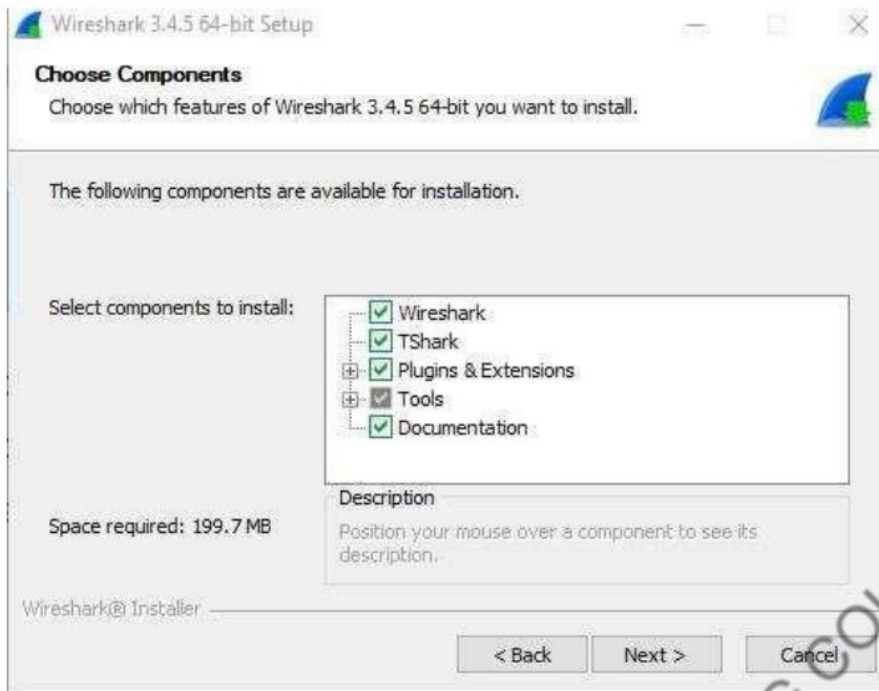 Wireshark 3.4.5 64-bit Setup
Choose Components
Choose which features of Wireshark 3.4.5 64-bit you want to install.
The following components are available for installation.
Select components to install:
Wireshark
TShark
Plugins & Extensions
Tools
Documentation
Space required: 199.7 MB
Description
Position your mouse over a component to see its
description.
Wireshark® Installer
< Back
Next >
Cancel